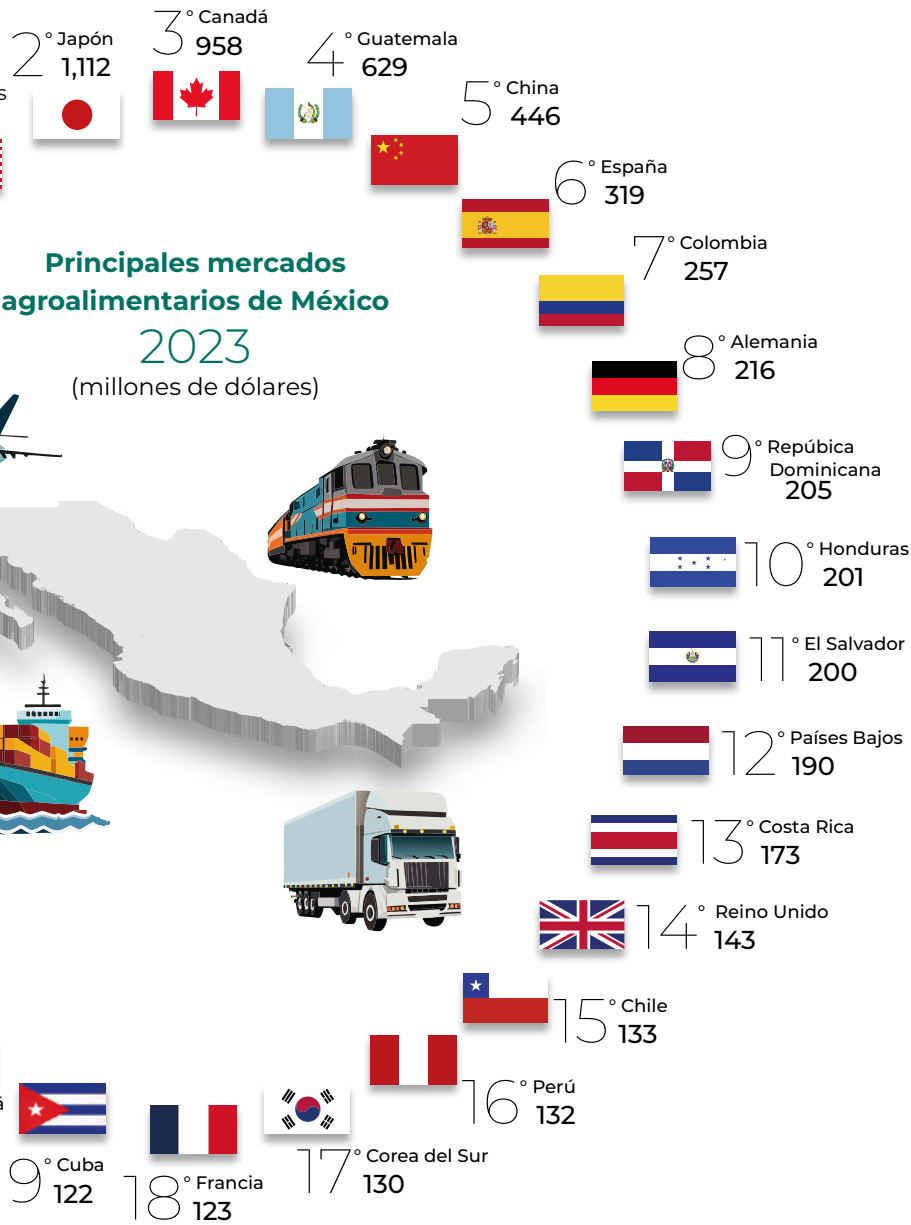 2° Japón
1,112
3° Canadá
958
4° Guatemala
629
5° China
446
6° España
319
7° Colombia
257
8° Alemania
216
9° Repúbica
Dominicana
205
10° Honduras
201
11° El Salvador
200
12° Países Bajos
190
13° Costa Rica
173
14° Reino Unido
143
15° Chile
133
16° Perú
132
17° Corea del Sur
130
18° Francia
123
9° Cuba
122
s
á
Principales mercados
agroalimentarios de México
2023
(millones de dólares)